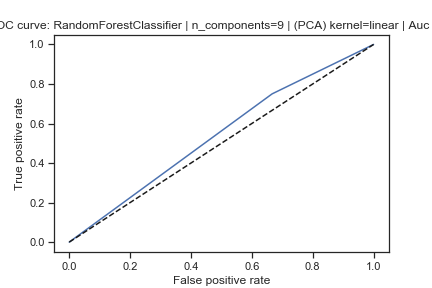 OC curve: RandomForestClassifier | n_components=9 | (PCA) kernel=linear | Auc
1.0
0.8
0.6
0.4
0.2
0.0
True positive rate
0.0 0.2 0.4 0.6 0.8 1.0
False positive rate